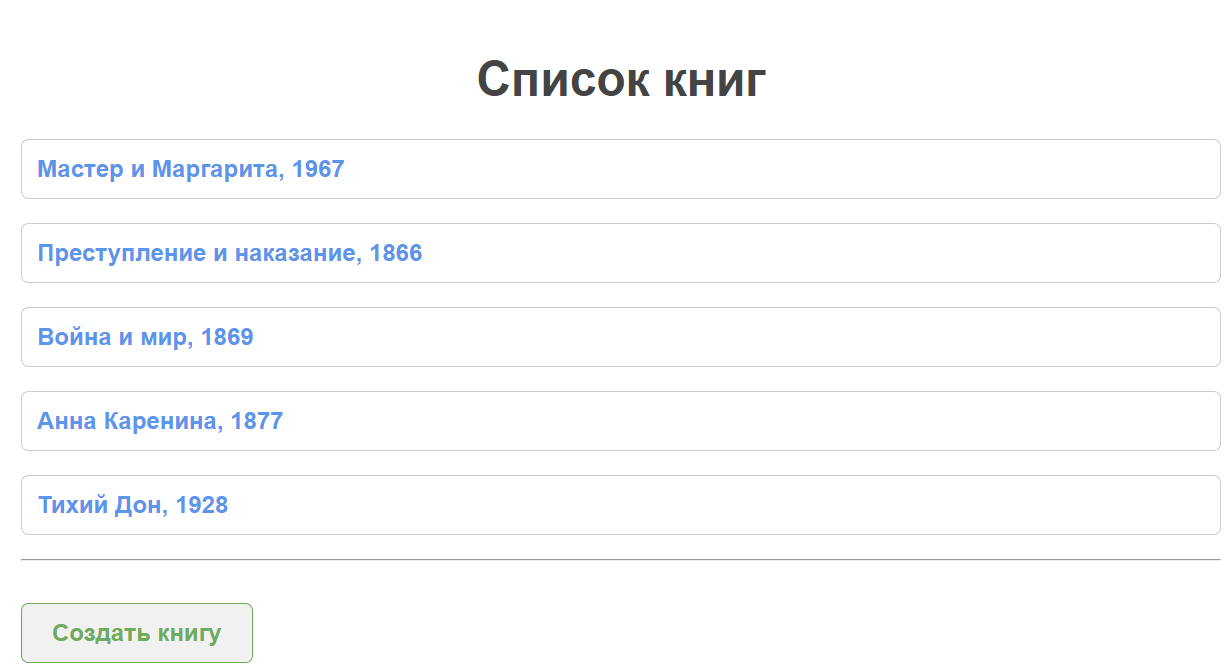 Список книг
Мастер и Маргарита, 1967
Преступление и наказание, 1866
Война и мир, 1869
Анна Каренина, 1877
Тихий Дон, 1928
Создать книгу